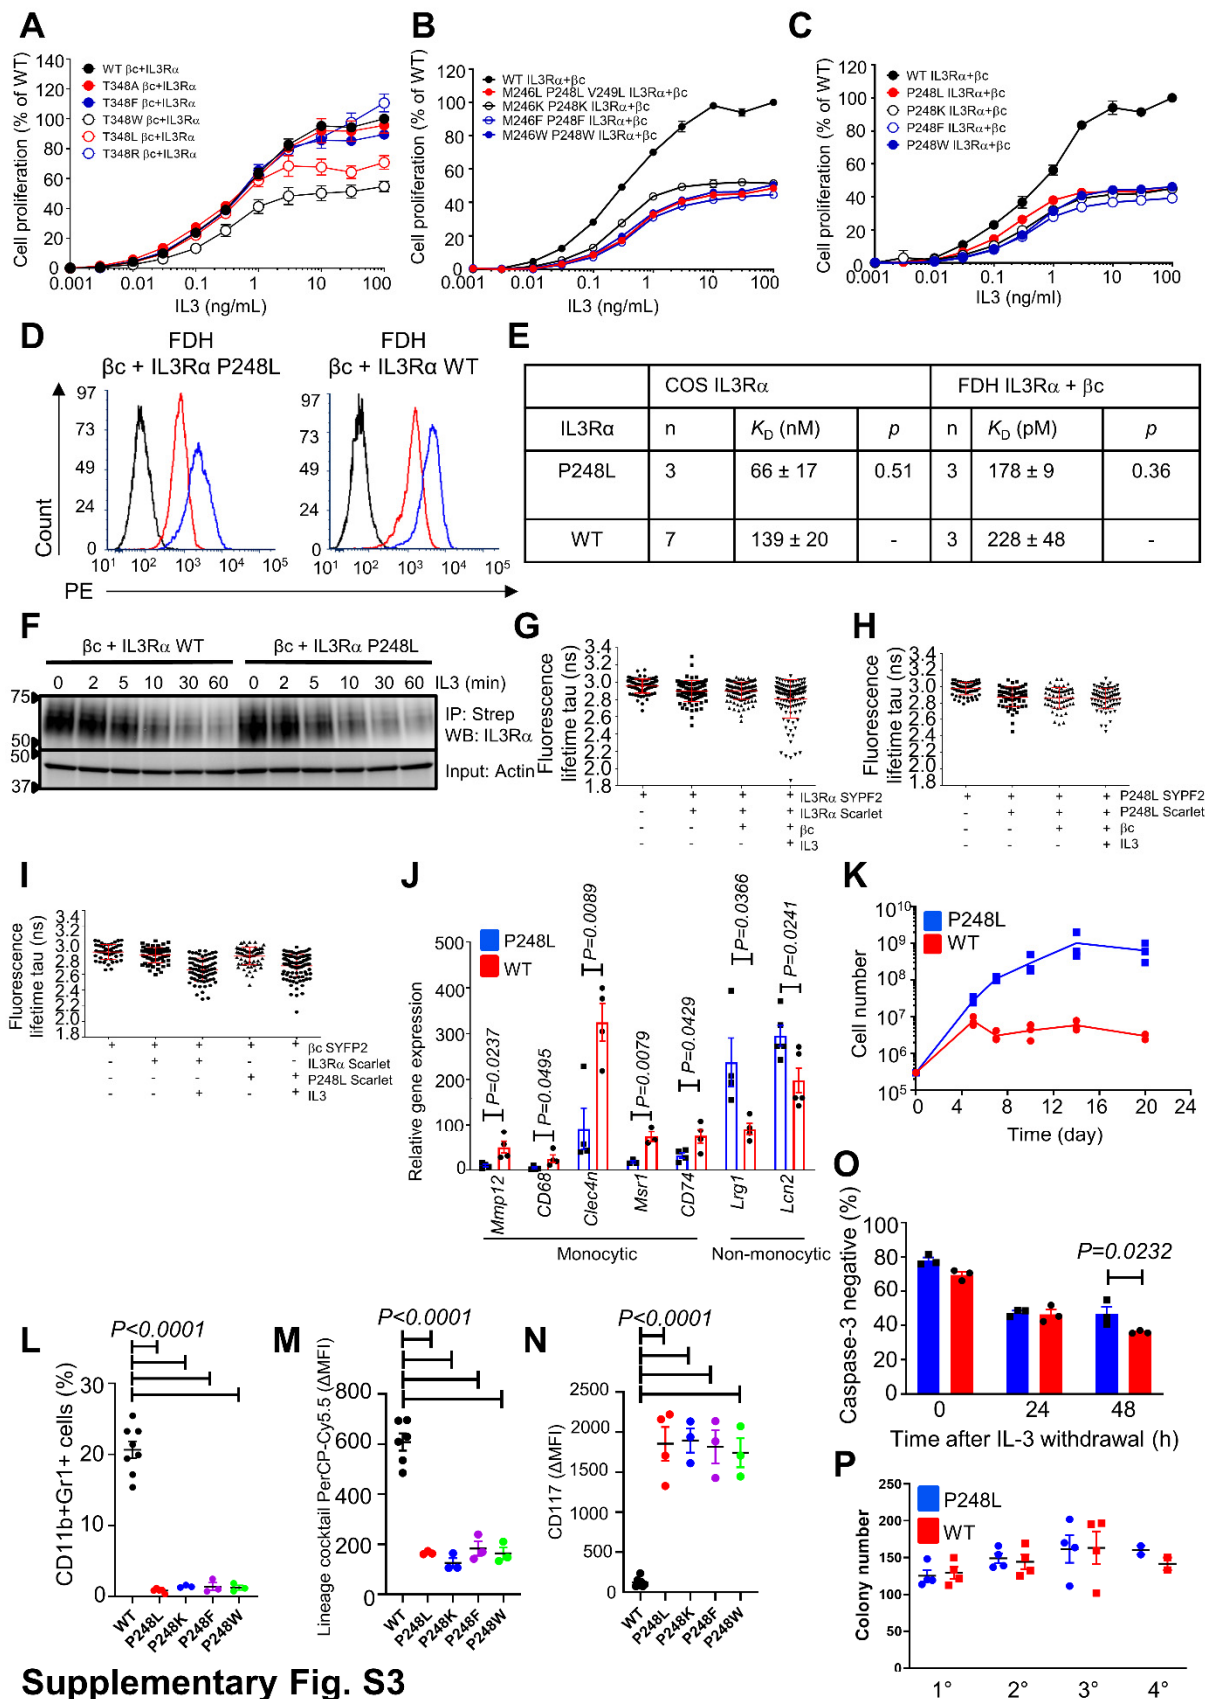 A
Cell proliferation (% of WT)
140
120
100
80
60
40
20
0
WT βc+IL3Rα
T348A βc+IL3Rα
T348F βc+IL3Rα
T348W βc+IL3Rα
T348L βc+IL3Rα
T348R βc+IL3Rα
0.001 0.01 0.1 1 10 100
IL3 (ng/mL)
B
Cell proliferation (% of WT)
120
100
80
60
40
20
0
WT IL3Rα+βc
M246L P248L V249L IL3Rα+βc
M246K P248K IL3Rα+βc
M246F P248F IL3Rα+βc
M246W P248W IL3Rα+βc
0.001 0.01 0.1 1 10 100
IL3 (ng/mL)
C
Cell proliferation (% of WT)
120
100
80
60
40
20
0
WT IL3Rα+βc
P248L IL3Rα+βc
P248K IL3Rα+βc
P248F IL3Rα+βc
P248W IL3Rα+βc
0.001 0.01 0.1 1 10 100
IL3 (ng/ml)
D
FDH
βc + IL3Rα P248L
FDH
βc + IL3Rα WT
Count
97
73
49
24
0
10¹ 10² 10³ 10⁴ 10⁵
97
73
49
24
0
10¹ 10² 10³ 10⁴ 10⁵
PE
E
COS IL3Rα FDH IL3Rα + βc
IL3Rα n KD (nM) p n KD (pM) p
P248L 3 66 ± 17 0.51 3 178 ± 9 0.36
WT 7 139 ± 20 - 3 228 ± 48 -
F
βc + IL3Rα WT βc + IL3Rα P248L
0 2 5 10 30 60 0 2 5 10 30 60 IL3 (min)
75
50
50
37
IP: Strep
WB: IL3Rα
Input: Actin
G
Fluorescence
lifetime tau (ns)
3.4
3.2
3.0
2.8
2.6
2.4
2.2
2.0
1.8
+ + + + IL3Rα SYPF2
- + + + IL3Rα Scarlet
- - + + βc
- - - + IL3
H
Fluorescence
lifetime tau (ns)
3.4
3.2
3.0
2.8
2.6
2.4
2.2
2.0
1.8
+ + + + P248L SYPF2
- + + + P248L Scarlet
- - + + βc
- - - + IL3
I
Fluorescence
lifetime tau (ns)
3.4
3.2
3.0
2.8
2.6
2.4
2.2
2.0
1.8
+ + + + + βc SYFP2
- + + - - IL3Rα Scarlet
- - - + + P248L Scarlet
- - + - + IL3
J
Relative gene expression
500
400
300
200
100
0
P248L
WT
P=0.0237
P=0.0495
P=0.0089
P=0.0079
P=0.0429
P=0.0366
P=0.0241
Mmp12
CD68
Clec4n
Msr1
CD74
Lrg1
Lcn2
Monocytic Non-monocytic
K
Cell number
10¹⁰
10⁹
10⁸
10⁷
10⁶
10⁵
P248L
WT
0 4 8 12 16 20 24
Time (day)
L
CD11b+Gr1+ cells (%)
P<0.0001
30
20
10
0
WT
P248L
P248K
P248F
P248W
M
Lineage cocktail PerCP-Cy5.5 (ΔMFI)
P<0.0001
800
600
400
200
0
WT
P248L
P248K
P248F
P248W
N
CD117 (ΔMFI)
P<0.0001
2500
2000
1500
1000
500
0
WT
P248L
P248K
P248F
P248W
O
Caspase-3 negative (%)
100
80
60
40
20
0
P=0.0232
0 24 48
Time after IL-3 withdrawal (h)
P
Colony number
250
200
150
100
50
0
P248L
WT
1° 2° 3° 4°
Supplementary Fig. S3